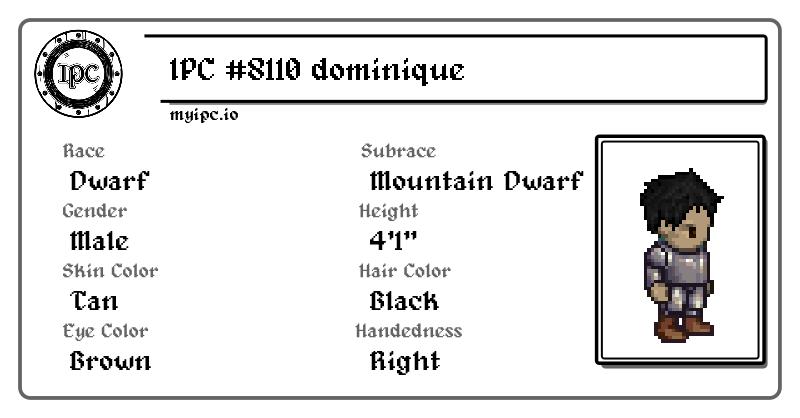 IPC
IPC #8110 dominique
myipc.io
Race
Dwarf
Subrace
Mountain Dwarf
Gender
Male
Height
4'1"
Skin Color
Tan
Hair Color
Black
Eye Color
Brown
Handedness
Right